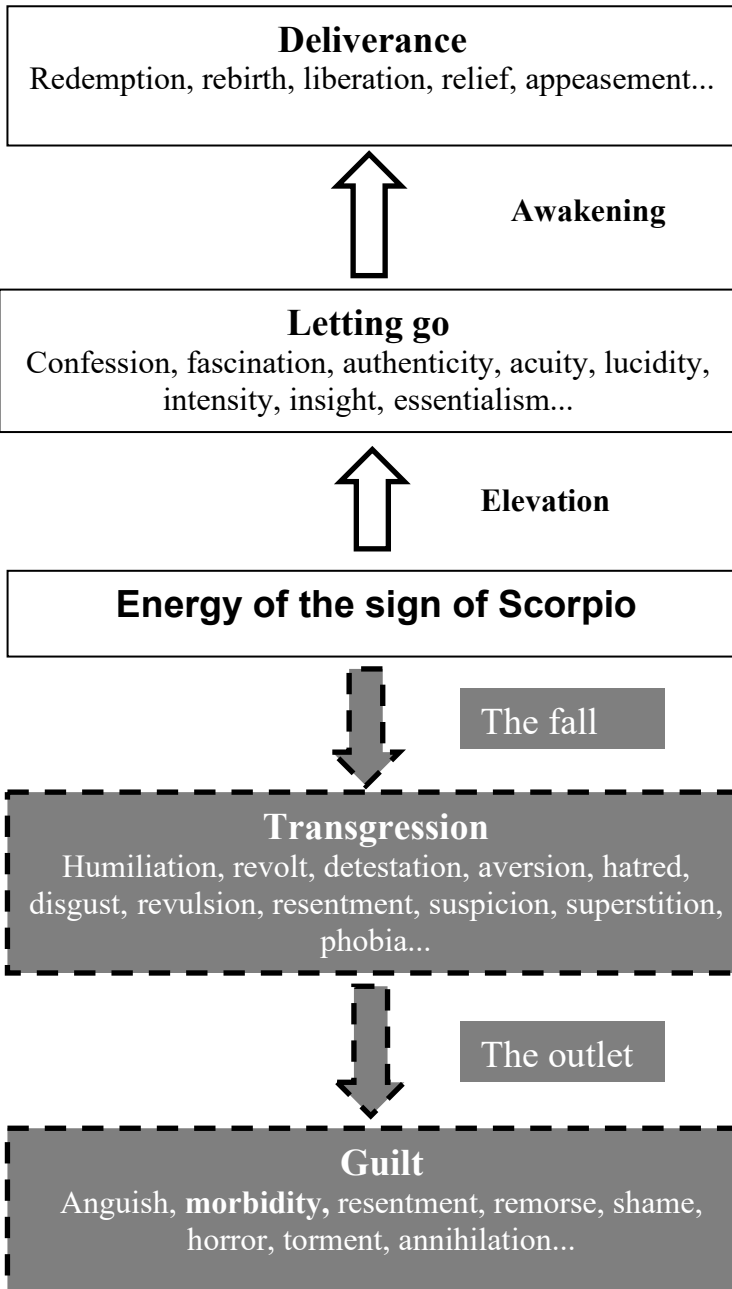 Deliverance
Redemption, rebirth, liberation, relief, appeasement...
Awakening
Letting go
Confession, fascination, authenticity, acuity, lucidity,
intensity, insight, essentialism...
Elevation
Energy of the sign of Scorpio
The fall
Transgression
Humiliation, revolt, detestation, aversion, hatred,
disgust, revulsion, resentment, suspicion, superstition,
phobia...
The outlet
Guilt
Anguish, morbidity, resentment, remorse, shame,
horror, torment, annihilation...